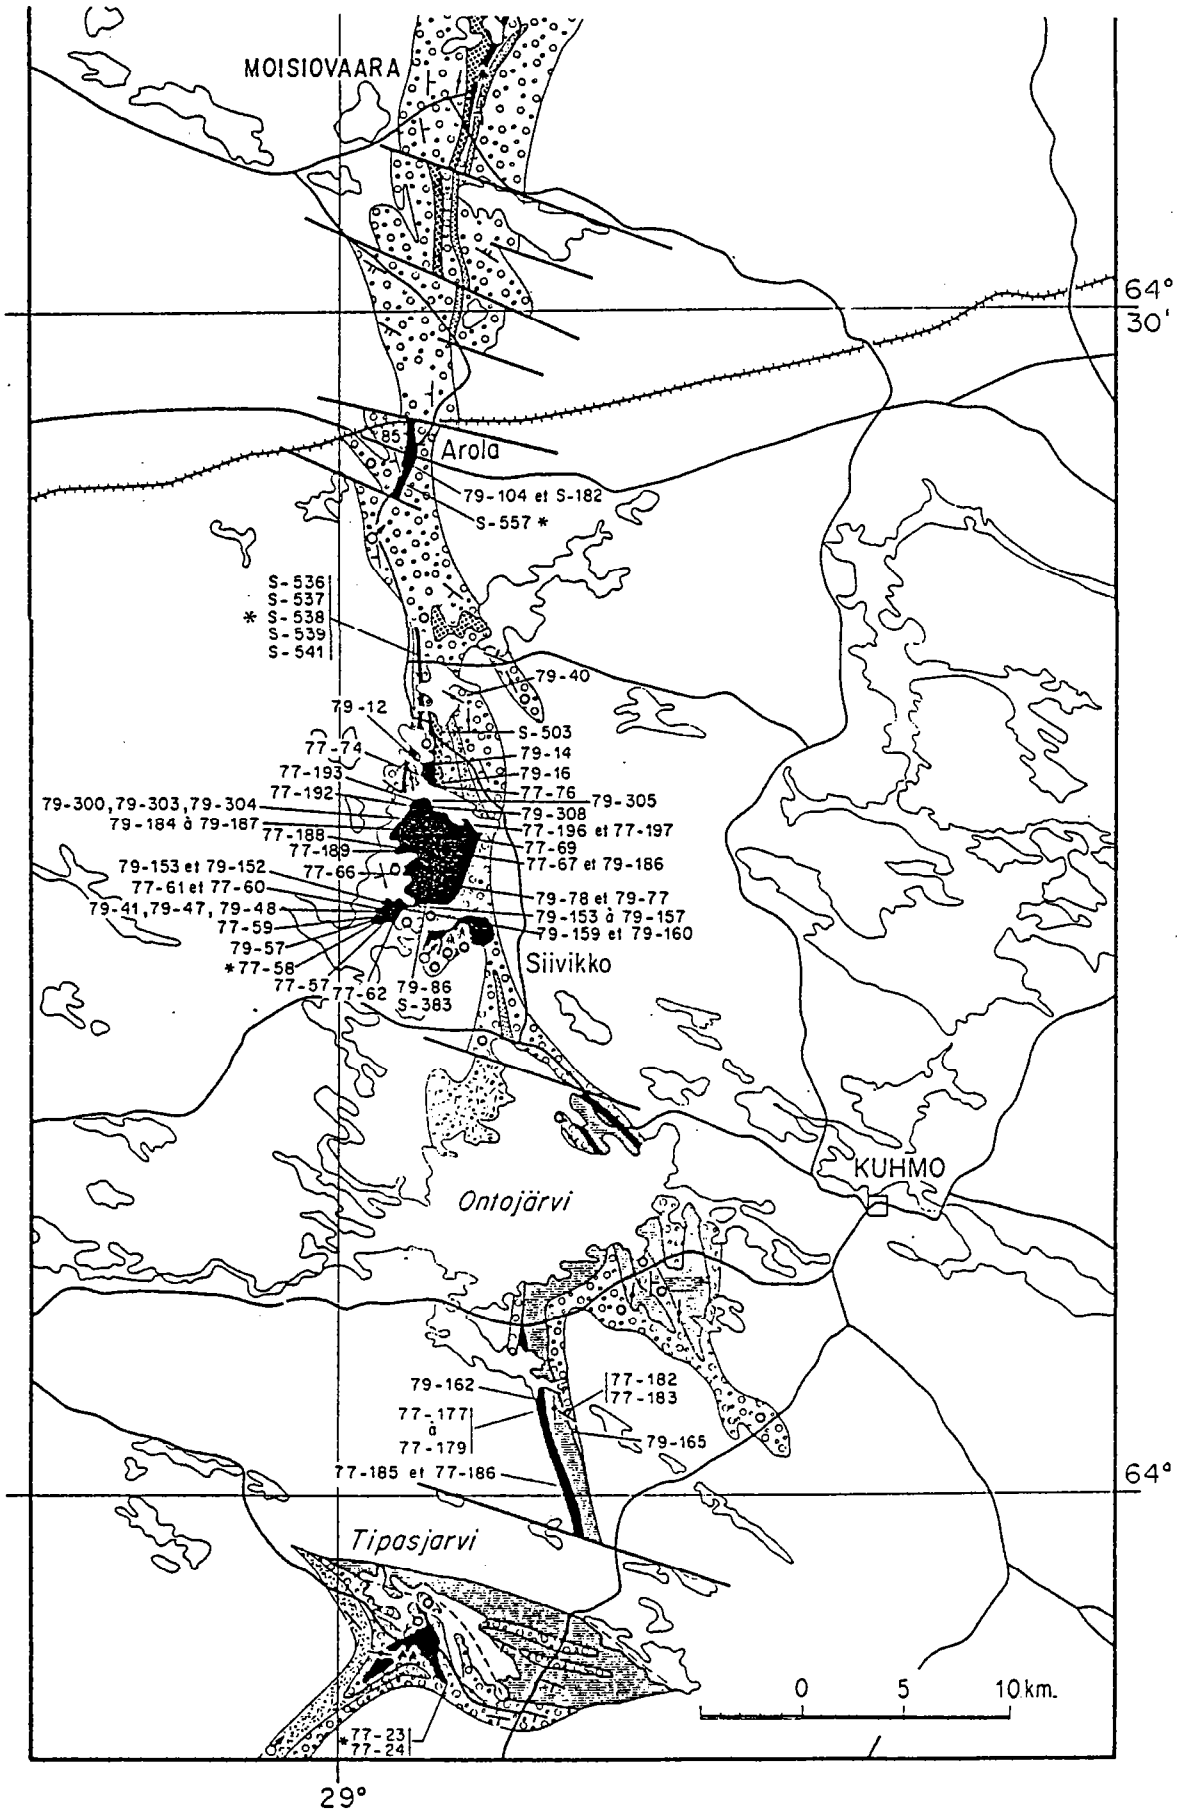 MOISIOVAARA
64°
30'
85
Arola
79-104 et S-182
S-557 *
S-536
S-537
* S-538
S-539
S-541
79-40
79-12
S-503
77-74
79-14
77-193
79-16
77-192
77-76
79-305
79-300, 79-303, 79-304
79-308
79-184 à 79-187
77-196 et 77-197
77-188
77-69
77-189
77-67 et 79-186
79-153 et 79-152
77-66
77-61 et 77-60
79-78 et 79-77
79-41, 79-47, 79-48
79-153 à 79-157
77-59
79-159 et 79-160
79-57
Siivikko
*77-58
77-57
77-62
79-86
S-383
KUHMO
Ontojärvi
79-162
77-182
77-183
77-177
à
77-179
79-165
77-185 et 77-186
64°
Tipasjarvi
0 5 10 km.
*77-23
77-24
29°